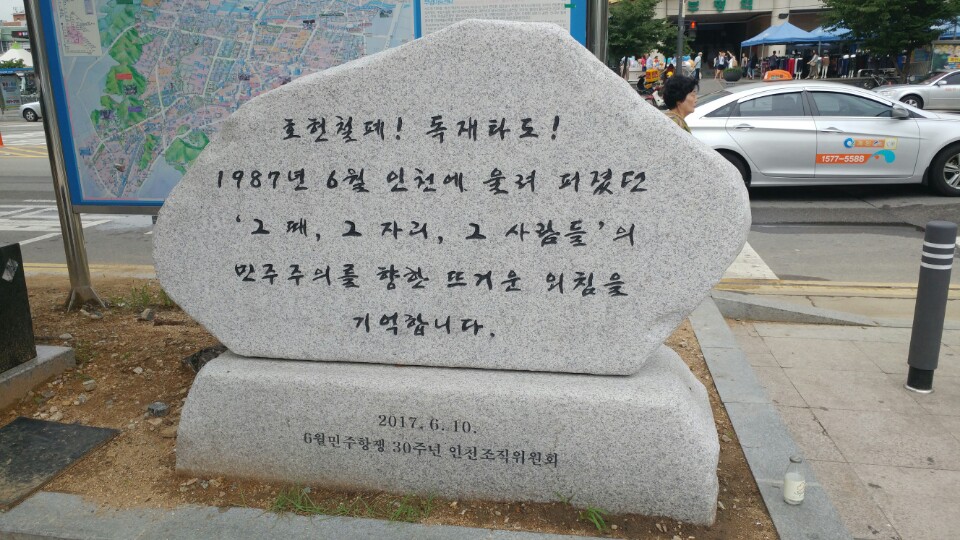 호헌철폐! 독재타도!
1987년 6월 인천에 울려 퍼졌던
'그 때, 그 자리, 그 사람들'의
민주주의를 향한 뜨거운 외침을
기억합니다.
2017. 6. 10.
6월민주항쟁 30주년 인천조직위원회
1577-5588